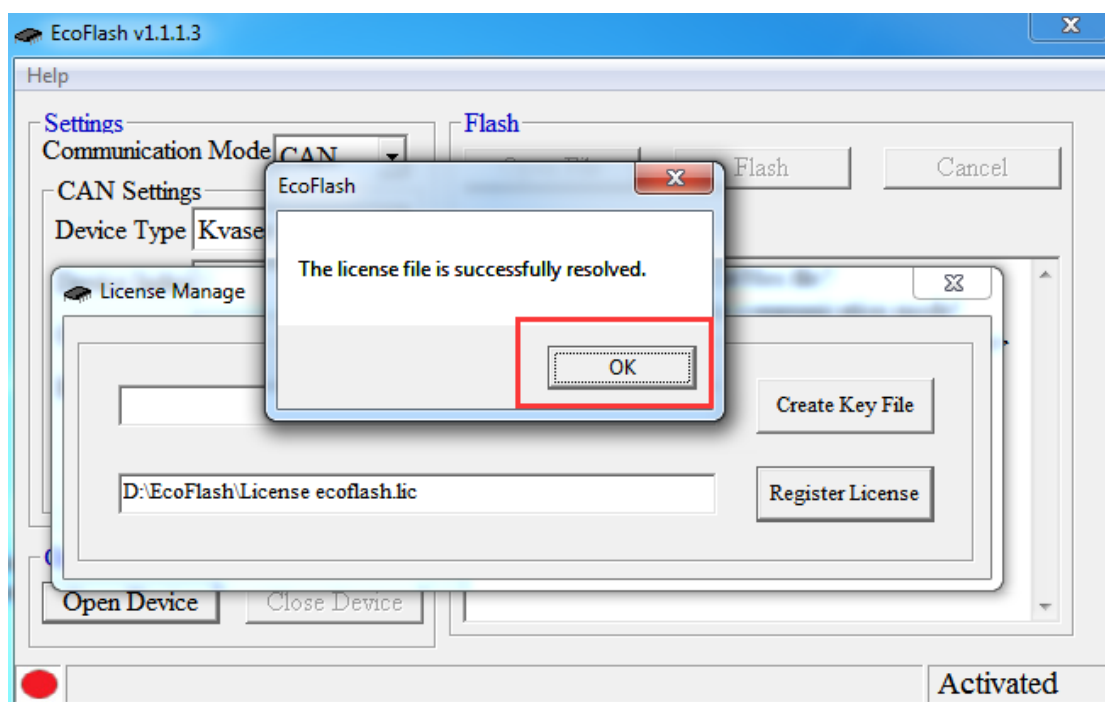 EcoFlash v1.1.1.3
Help
Settings
Flash
Communication Mode CAN
Flash
Cancel
CAN Settings
EcoFlash
Device Type Kvase
The license file is successfully resolved.
License Manage
OK
Create Key File
D:\EcoFlash\License ecoflash.lic
Register License
Open Device
Close Device
Activated